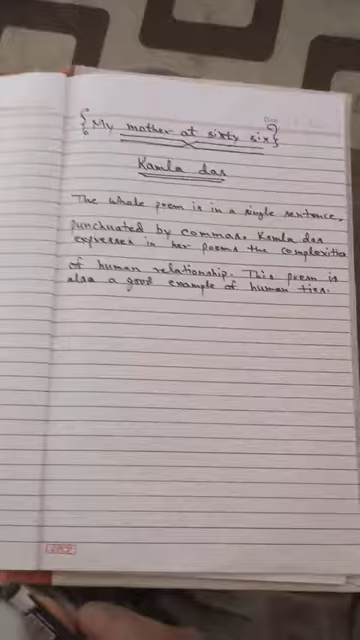 {My mother at sixty six}
Kamla das
The whole poem is in a single sentence,
punctuated by commas. Kamla das
expresses in her poems the complexities
of human relationship. This poem is
also a good example of human ties.